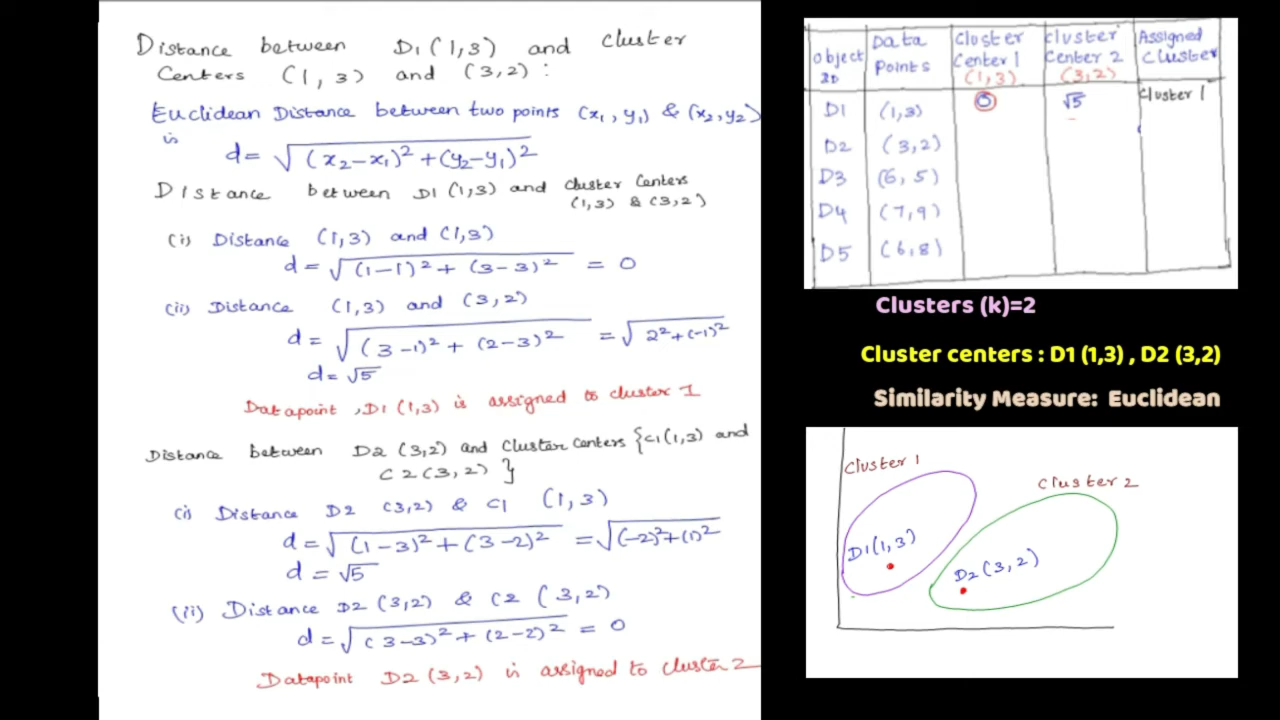 Distance between D1(1,3) and Cluster
Centers (1,3) and (3,2) :
Euclidean Distance between two points (x₁, y₁) & (x₂, y₂)
is
d = √(x₂-x₁)² + (y₂-y₁)²
Distance between D1 (1,3) and Cluster Centers
(1,3) & (3,2)
(i) Distance (1,3) and (1,3)
d = √(1-1)² + (3-3)² = 0
(ii) Distance (1,3) and (3,2)
d = √(3-1)² + (2-3)² = √2² + (-1)²
d = √5
Datapoint, D1 (1,3) is assigned to cluster 1
Distance between D2 (3,2) and Cluster Centers {C1(1,3) and
C2(3,2)}
(i) Distance D2 (3,2) & C1 (1,3)
d = √(1-3)² + (3-2)² = √(-2)² + (1)²
d = √5
(ii) Distance D2 (3,2) & C2 (3,2)
d = √(3-3)² + (2-2)² = 0
Datapoint D2 (3,2) is assigned to cluster 2
Object ID Data Points Cluster Center 1 (1,3) Cluster Center 2 (3,2) Assigned Cluster
D1 (1,3) 0 √5 Cluster 1
D2 (3,2)
D3 (6,5)
D4 (7,9)
D5 (6,8)
Clusters (k)=2
Cluster centers : D1 (1,3) , D2 (3,2)
Similarity Measure: Euclidean
Cluster 1
Cluster 2
D1(1,3)
D2 (3,2)